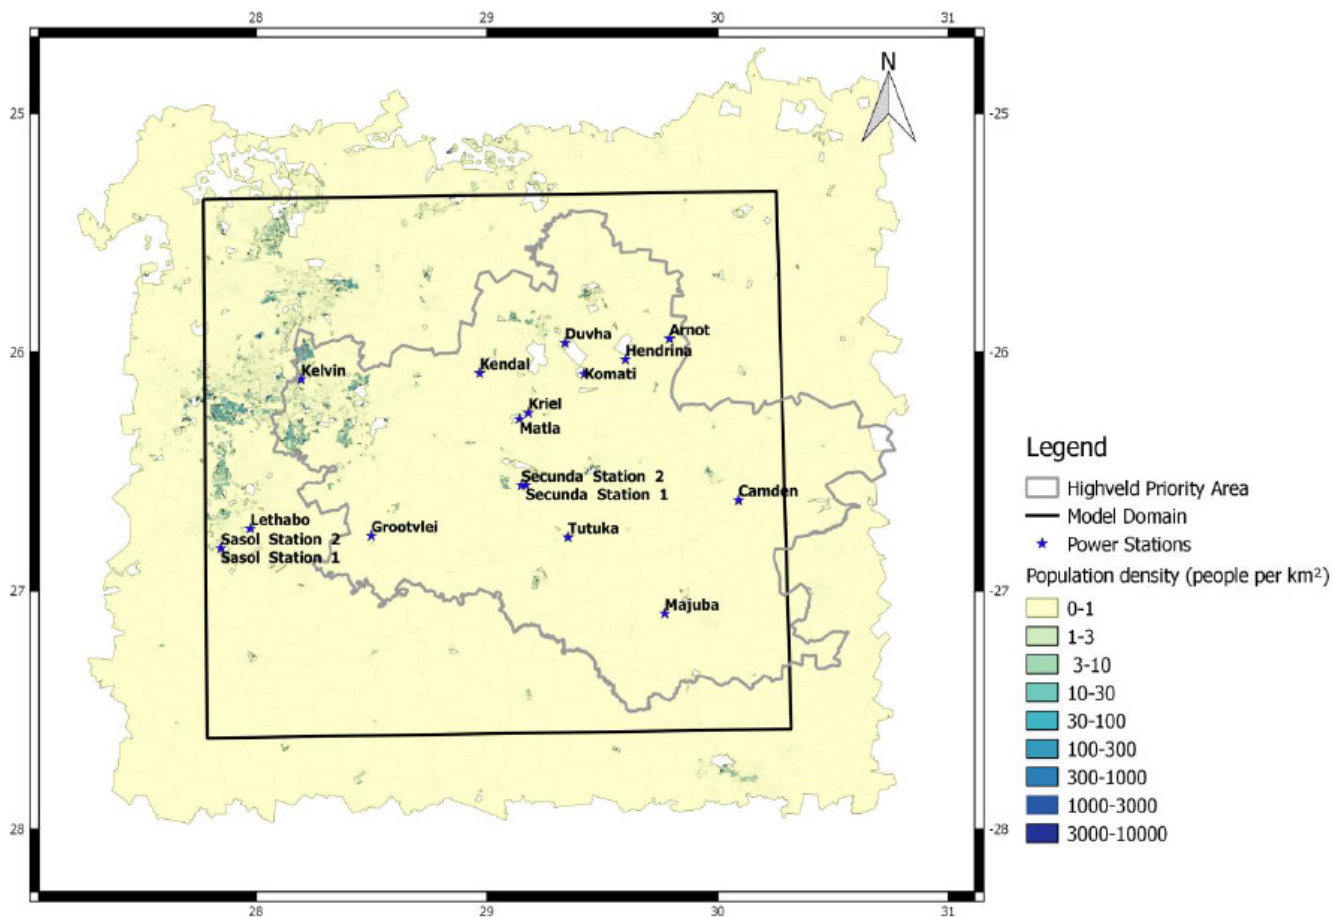 28 29 30 31
N
25 -25
Duvha Arnot
26 Hendrina -26
Kelvin Kendal Komati
Kriel
Matla
Secunda Station 2
Secunda Station 1 Camden
Lethabo Grootvlei Tutuka
Sasol Station 2
Sasol Station 1
27 -27
Majuba
28 -28
28 29 30 31
Legend
Highveld Priority Area
Model Domain
Power Stations
Population density (people per km²)
0-1
1-3
3-10
10-30
30-100
100-300
300-1000
1000-3000
3000-10000